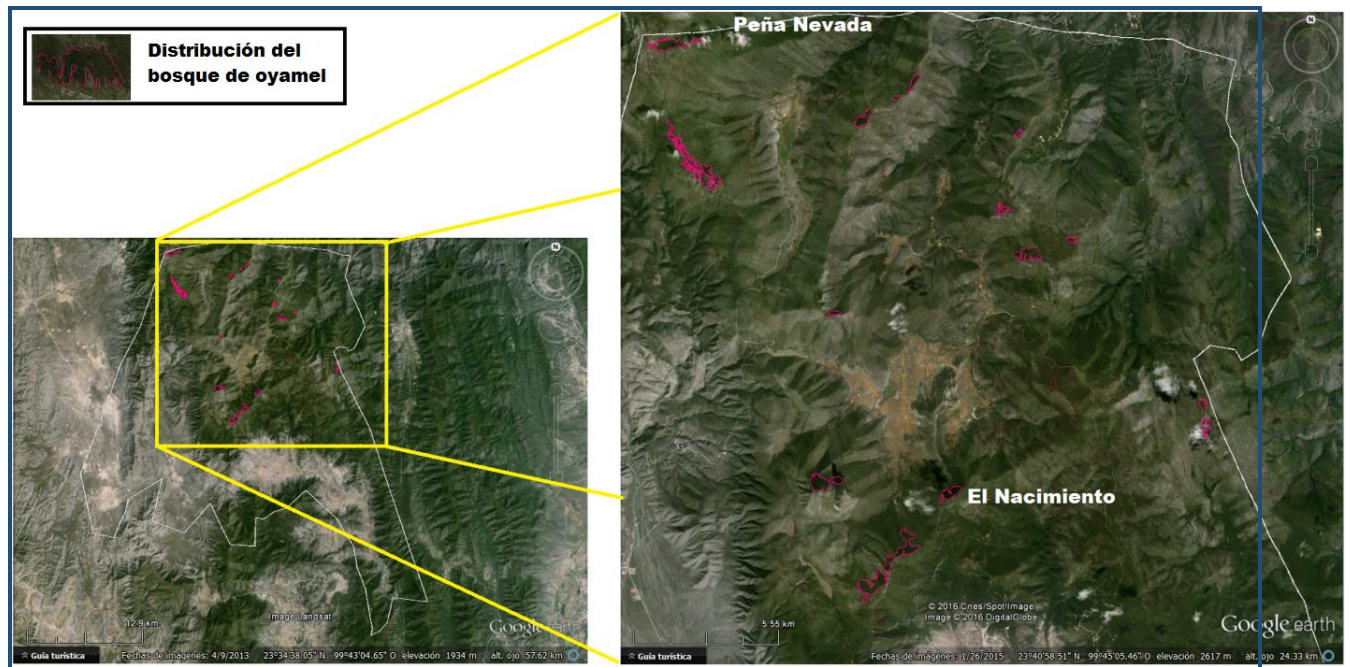 Distribución del
bosque de oyamel
Peña Nevada
N
El Nacimiento
© 2016 Cnes/Spot Image
Image © 2016 DigitalGlobe
5.55 km
Google earth
Guía turística
Fechas de imágenes: 1/26/2015 23°40'58.51" N 99°45'05.46" O elevación 2617 m alt. ojo 24.33 km
N
Image Landsat
12.9 km
Google earth
Guía turística
Fechas de imágenes: 4/9/2013 23°34'38.05" N 99°43'04.65" O elevación 1934 m alt. ojo 57.62 km